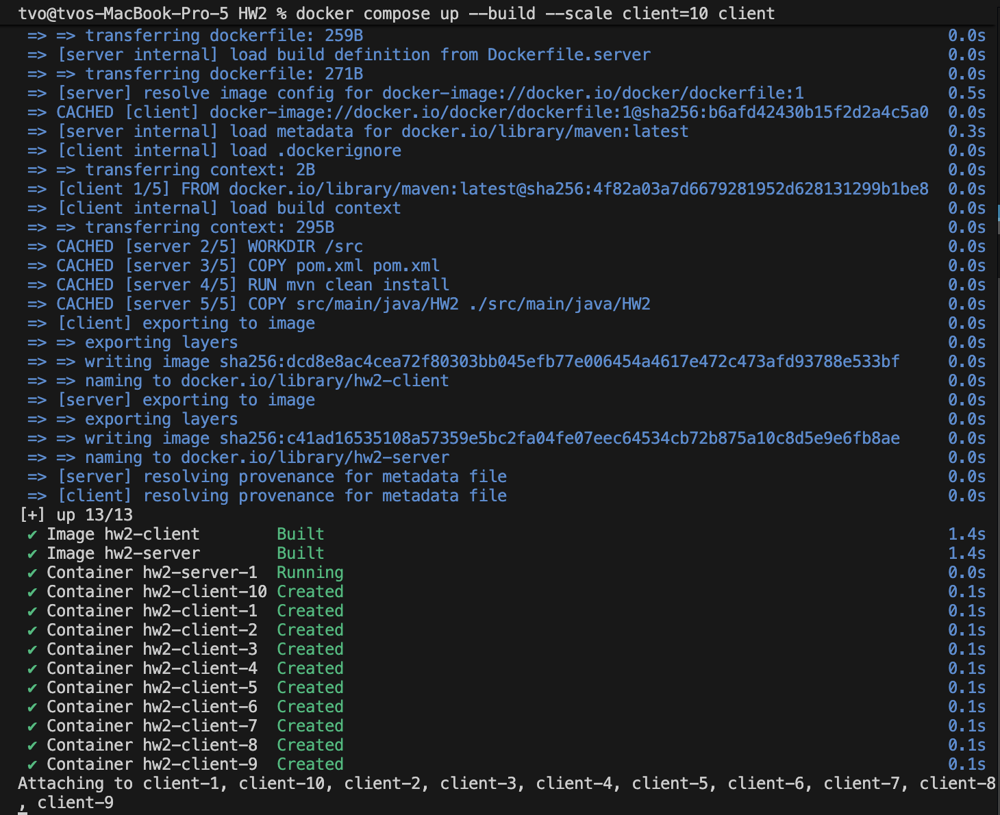 tvo@tvos-MacBook-Pro-5 HW2 % docker compose up --build --scale client=10 client
=> => transferring dockerfile: 259B 0.0s
=> [server internal] load build definition from Dockerfile.server 0.0s
=> => transferring dockerfile: 271B 0.0s
=> [server] resolve image config for docker-image://docker.io/docker/dockerfile:1 0.5s
=> CACHED [client] docker-image://docker.io/docker/dockerfile:1@sha256:b6afd42430b15f2d2a4c5a0 0.0s
=> [server internal] load metadata for docker.io/library/maven:latest 0.3s
=> [client internal] load .dockerignore 0.0s
=> => transferring context: 2B 0.0s
=> [client 1/5] FROM docker.io/library/maven:latest@sha256:4f82a03a7d6679281952d628131299b1be8 0.0s
=> [client internal] load build context 0.0s
=> => transferring context: 295B 0.0s
=> CACHED [server 2/5] WORKDIR /src 0.0s
=> CACHED [server 3/5] COPY pom.xml pom.xml 0.0s
=> CACHED [server 4/5] RUN mvn clean install 0.0s
=> CACHED [server 5/5] COPY src/main/java/HW2 ./src/main/java/HW2 0.0s
=> [client] exporting to image 0.0s
=> => exporting layers 0.0s
=> => writing image sha256:dcd8e8ac4cea72f80303bb045efb77e006454a4617e472c473afd93788e533bf 0.0s
=> => naming to docker.io/library/hw2-client 0.0s
=> [server] exporting to image 0.0s
=> => exporting layers 0.0s
=> => writing image sha256:c41ad16535108a57359e5bc2fa04fe07eec64534cb72b875a10c8d5e9e6fb8ae 0.0s
=> => naming to docker.io/library/hw2-server 0.0s
=> [server] resolving provenance for metadata file 0.0s
=> [client] resolving provenance for metadata file 0.0s
[+] up 13/13
✔ Image hw2-client Built 1.4s
✔ Image hw2-server Built 1.4s
✔ Container hw2-server-1 Running 0.0s
✔ Container hw2-client-10 Created 0.1s
✔ Container hw2-client-1 Created 0.1s
✔ Container hw2-client-2 Created 0.1s
✔ Container hw2-client-3 Created 0.1s
✔ Container hw2-client-4 Created 0.1s
✔ Container hw2-client-5 Created 0.1s
✔ Container hw2-client-6 Created 0.1s
✔ Container hw2-client-7 Created 0.1s
✔ Container hw2-client-8 Created 0.1s
✔ Container hw2-client-9 Created 0.1s
Attaching to client-1, client-10, client-2, client-3, client-4, client-5, client-6, client-7, client-8
, client-9